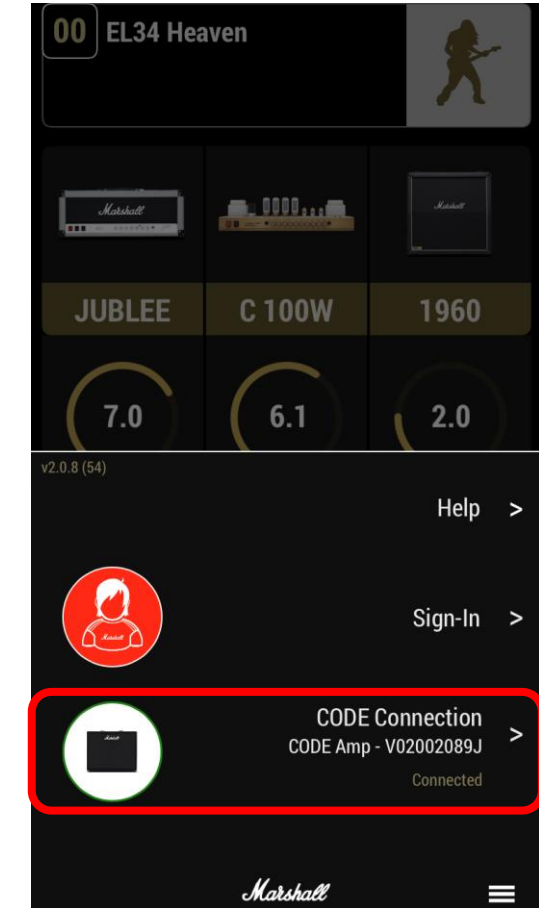 00 EL34 Heaven
Marshall
Marshall
JUBLEE C 100W 1960
7.0 6.1 2.0
v2.0.8 (54)
Help >
Sign-In >
Marshall
CODE Connection
CODE Amp - V02002089J >
Connected
Marshall